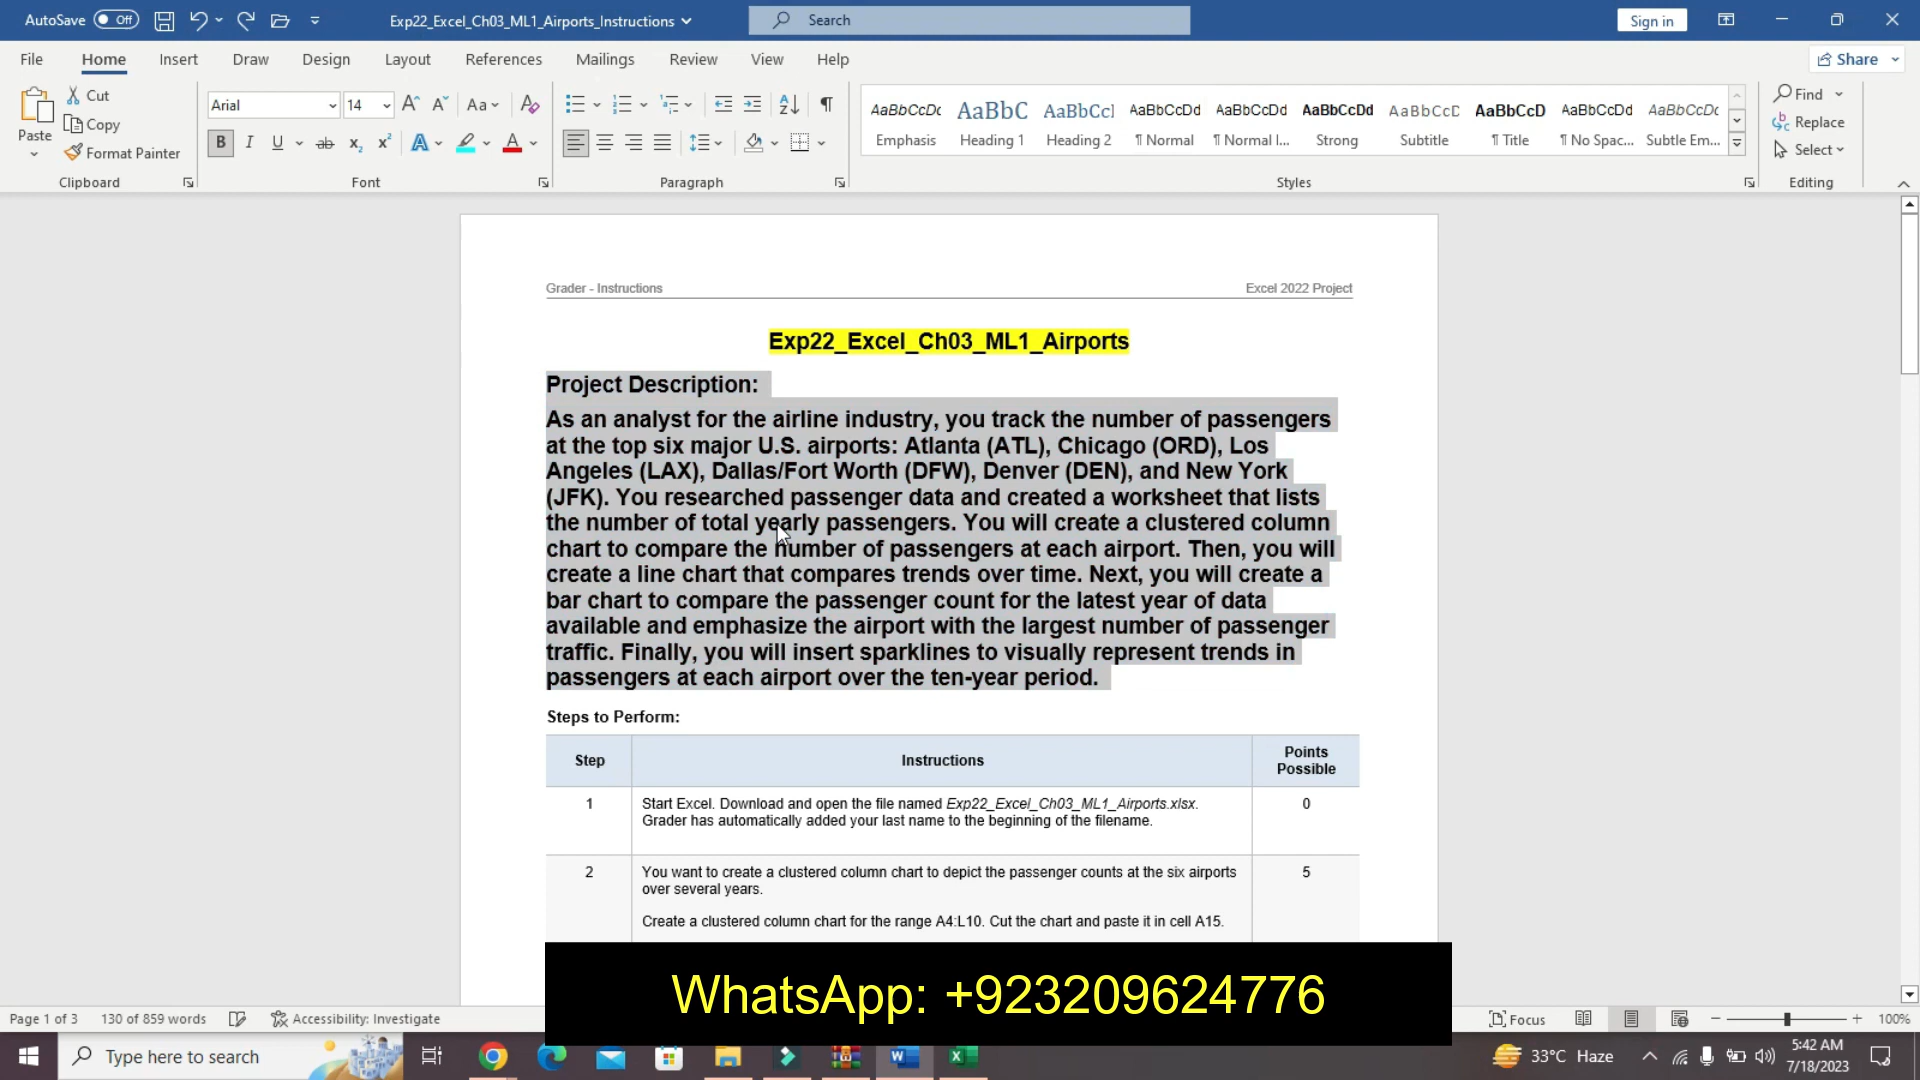 AutoSave Off
Exp22_Excel_Ch03_ML1_Airports_Instructions
Search
Sign in
File Home Insert Draw Design Layout References Mailings Review View Help
Share
Paste
Cut
Copy
Format Painter
Clipboard
Arial 14
Font
Paragraph
AaBbCcDc AaBbC AaBbCcI AaBbCcDd AaBbCcDd AaBbCcDd AaBbCcC AaBbCcD AaBbCcDd AaBbCcDc
Emphasis Heading 1 Heading 2 ¶ Normal ¶ Normal I... Strong Subtitle ¶ Title ¶ No Spac... Subtle Em...
Styles
Find
Replace
Select
Editing
Grader - Instructions Excel 2022 Project
Exp22_Excel_Ch03_ML1_Airports
Project Description:
As an analyst for the airline industry, you track the number of passengers
at the top six major U.S. airports: Atlanta (ATL), Chicago (ORD), Los
Angeles (LAX), Dallas/Fort Worth (DFW), Denver (DEN), and New York
(JFK). You researched passenger data and created a worksheet that lists
the number of total yearly passengers. You will create a clustered column
chart to compare the number of passengers at each airport. Then, you will
create a line chart that compares trends over time. Next, you will create a
bar chart to compare the passenger count for the latest year of data
available and emphasize the airport with the largest number of passenger
traffic. Finally, you will insert sparklines to visually represent trends in
passengers at each airport over the ten-year period.
Steps to Perform:
Step Instructions Points Possible
1 Start Excel. Download and open the file named Exp22_Excel_Ch03_ML1_Airports.xlsx. 0
Grader has automatically added your last name to the beginning of the filename.
2 You want to create a clustered column chart to depict the passenger counts at the six airports 5
over several years.
Create a clustered column chart for the range A4:L10. Cut the chart and paste it in cell A15.
WhatsApp: +923209624776
Page 1 of 3 130 of 859 words Accessibility: Investigate Focus 100%
Type here to search
33°C Haze
5:42 AM
7/18/2023